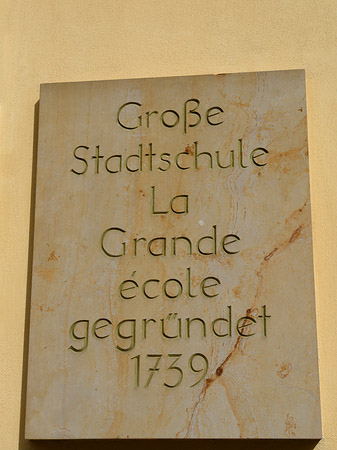 Große
Stadtschule
La
Grande
école
gegründet
1739